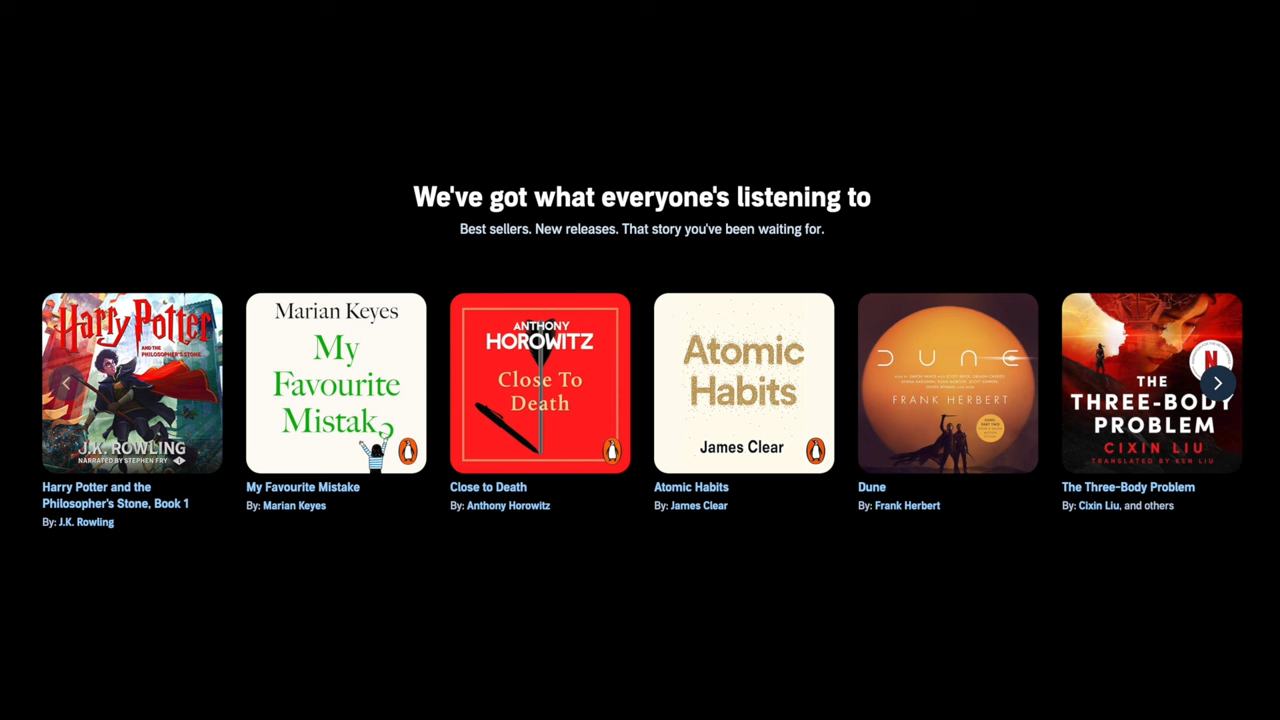 We've got what everyone's listening to
Best sellers. New releases. That story you've been waiting for.
Harry Potter
AND THE
PHILOSOPHER'S STONE
J.K. ROWLING
NARRATED BY STEPHEN FRY
Marian Keyes
My
Favourite
Mistake
ANTHONY
HOROWITZ
Close To
Death
Atomic
Habits
James Clear
DUNE
FRANK HERBERT
N
THE
THREE-BODY
PROBLEM
CIXIN LIU
TRANSLATED BY KEN LIU
Harry Potter and the
Philosopher's Stone, Book 1
By: J.K. Rowling
My Favourite Mistake
By: Marian Keyes
Close to Death
By: Anthony Horowitz
Atomic Habits
By: James Clear
Dune
By: Frank Herbert
The Three-Body Problem
By: Cixin Liu, and others